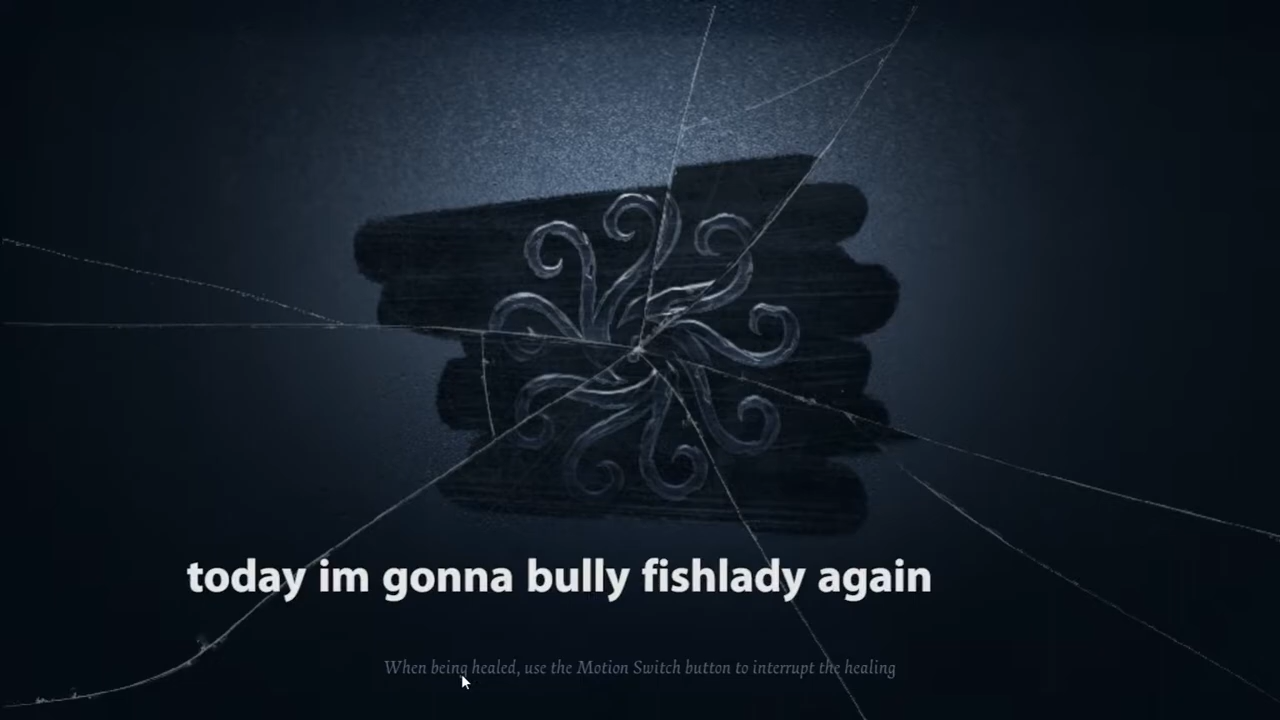 today im gonna bully fishlady again
When being healed, use the Motion Switch button to interrupt the healing